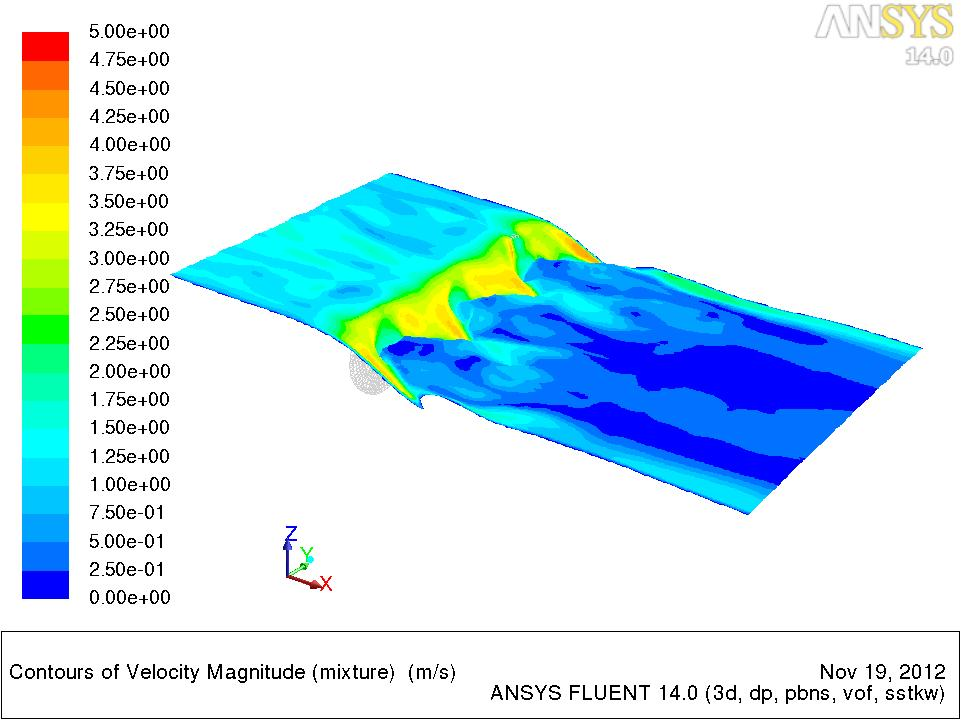 ANSYS
14.0
5.00e+00
4.75e+00
4.50e+00
4.25e+00
4.00e+00
3.75e+00
3.50e+00
3.25e+00
3.00e+00
2.75e+00
2.50e+00
2.25e+00
2.00e+00
1.75e+00
1.50e+00
1.25e+00
1.00e+00
7.50e-01
5.00e-01
2.50e-01
0.00e+00
Z
Y
X
Contours of Velocity Magnitude (mixture)  (m/s)
Nov 19, 2012
ANSYS FLUENT 14.0 (3d, dp, pbns, vof, sstkw)